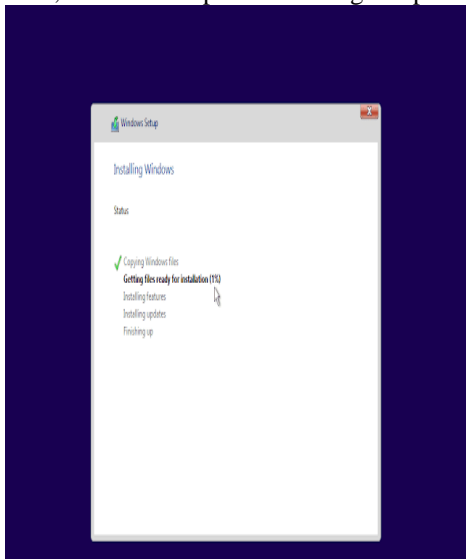 Windows Setup
Installing Windows
Status
Copying Windows files
Getting files ready for installation (1%)
Installing features
Installing updates
Finishing up